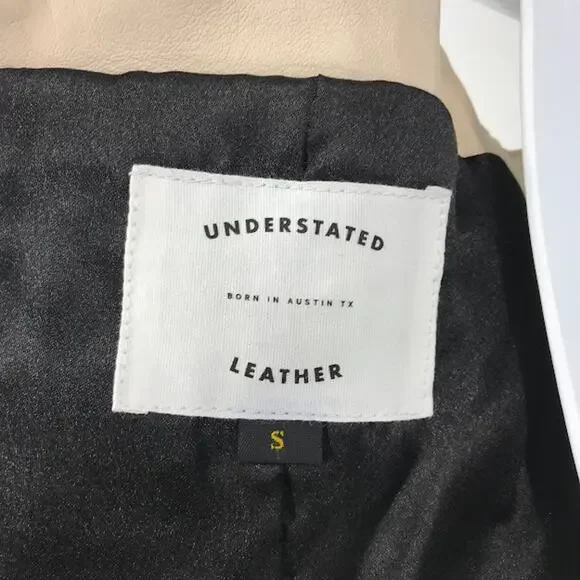 UNDERSTATED
BORN IN AUSTIN TX
LEATHER
S